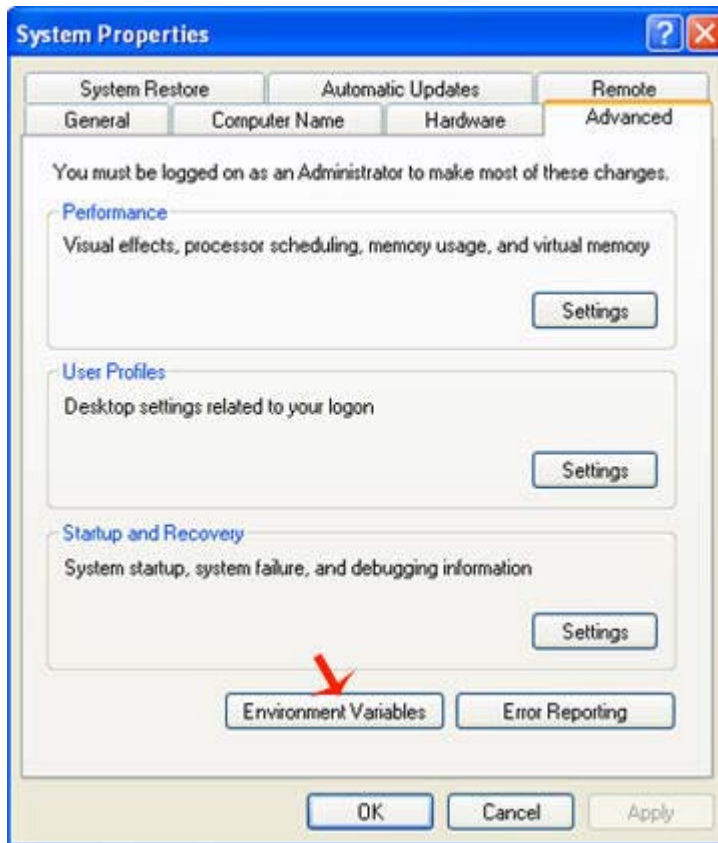 System Properties
?
X
System Restore Automatic Updates Remote
General Computer Name Hardware Advanced
You must be logged on as an Administrator to make most of these changes.
Performance
Visual effects, processor scheduling, memory usage, and virtual memory
Settings
User Profiles
Desktop settings related to your logon
Settings
Startup and Recovery
System startup, system failure, and debugging information
Settings
Environment Variables Error Reporting
OK Cancel Apply